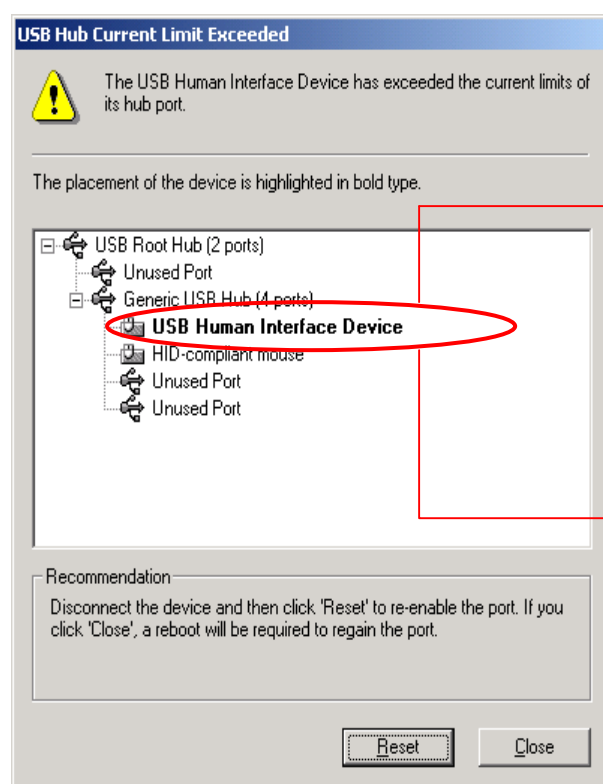 USB Hub Current Limit Exceeded
The USB Human Interface Device has exceeded the current limits of
its hub port.
The placement of the device is highlighted in bold type.
USB Root Hub (2 ports)
Unused Port
Generic USB Hub (4 ports)
USB Human Interface Device
HID-compliant mouse
Unused Port
Unused Port
Recommendation
Disconnect the device and then click 'Reset' to re-enable the port. If you
click 'Close', a reboot will be required to regain the port.
Reset
Close